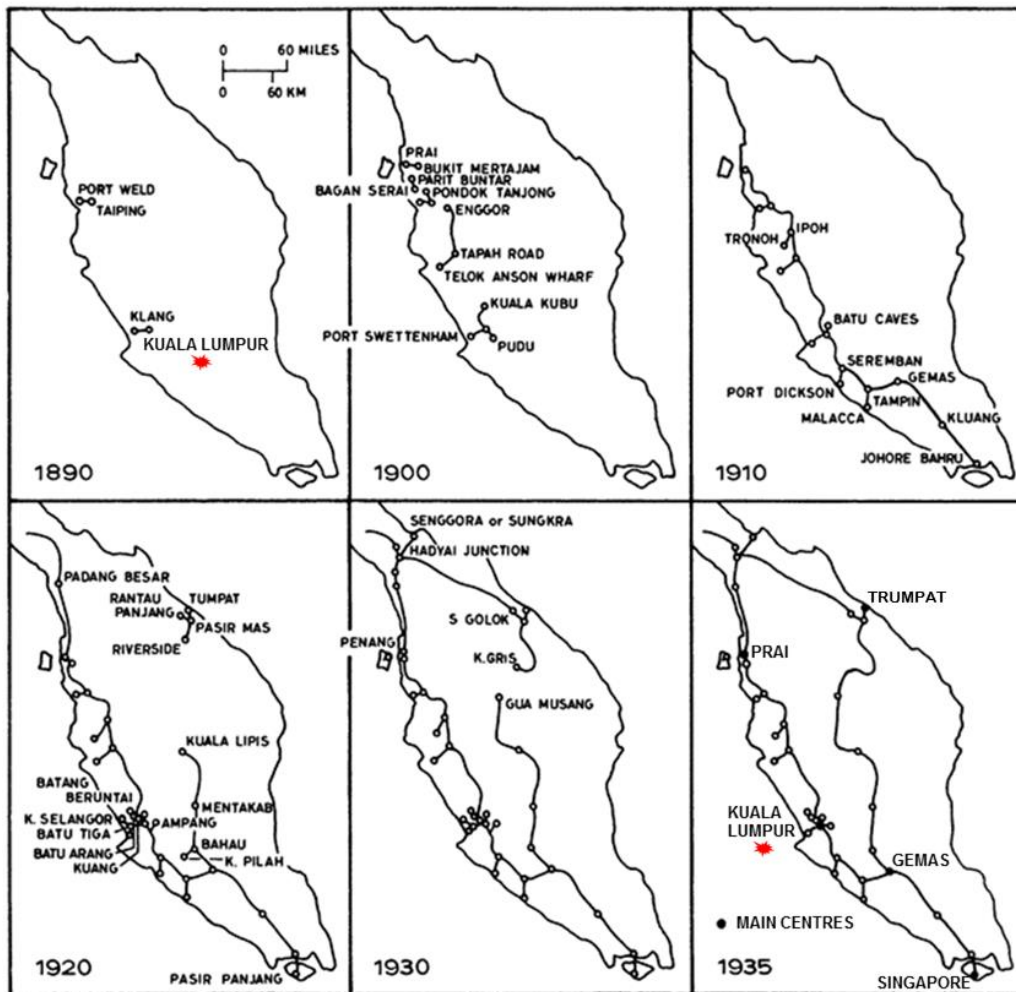 0 60 MILES
0 60 KM
PORT WELD
TAIPING
KLANG
KUALA LUMPUR
1890
PRAI
BUKIT MERTAJAM
PARIT BUNTAR
BAGAN SERAI
PONDOK TANJONG
ENGGOR
TAPAH ROAD
TELOK ANSON WHARF
KUALA KUBU
PORT SWETTENHAM
PUDU
1900
IPOH
TRONOH
BATU CAVES
SEREMBAN
GEMAS
PORT DICKSON
TAMPIN
MALACCA
KLUANG
JOHORE BAHRU
1910
PADANG BESAR
RANTAU
PANJANG
TUMPAT
PASIR MAS
RIVERSIDE
KUALA LIPIS
BATANG
BERUNTAI
MENTAKAB
K. SELANGOR
AMPANG
BATU TIGA
BAHAU
BATU ARANG
K. PILAH
KUANG
1920
PASIR PANJANG
SENGGORA or SUNGKRA
HADYAI JUNCTION
S GOLOK
PENANG
K.GRIS
GUA MUSANG
1930
TRUMPAT
PRAI
KUALA
LUMPUR
GEMAS
MAIN CENTRES
1935
SINGAPORE